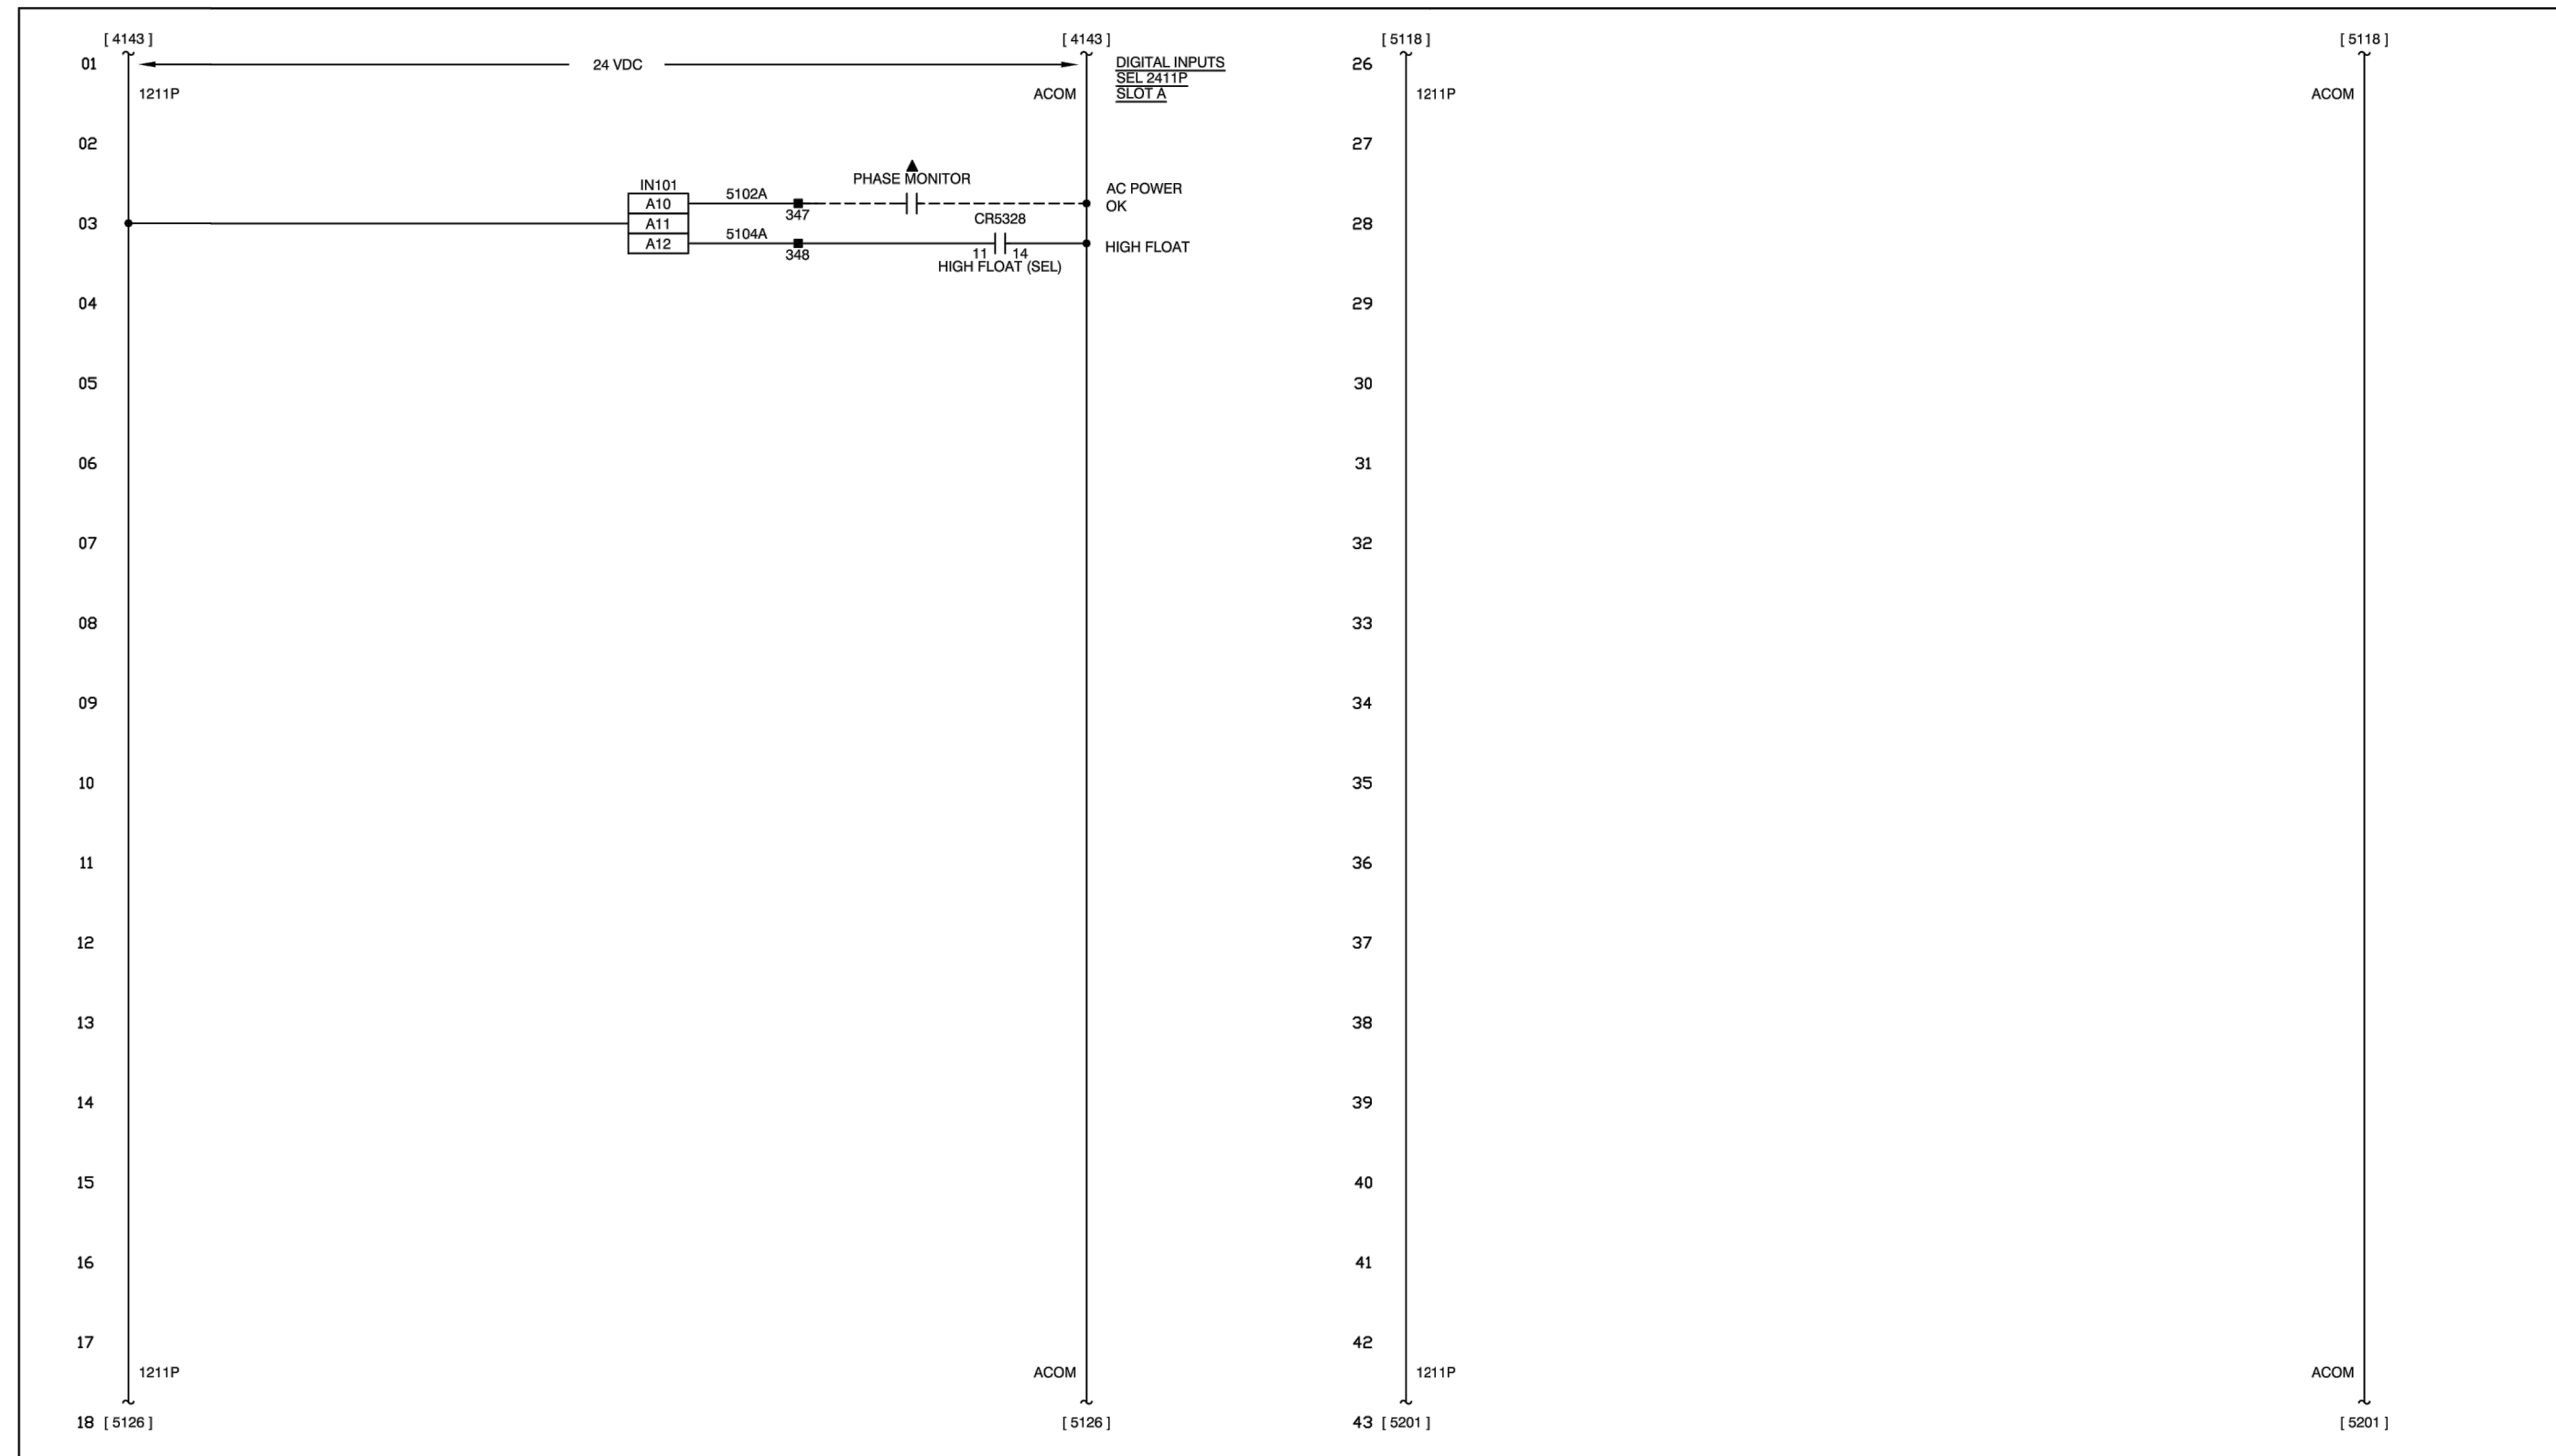 [ 4143 ]
[ 4143 ]
[ 5118 ]
[ 5118 ]
01
24 VDC
DIGITAL INPUTS
SEL 2411P
SLOT A
26
1211P
ACOM
1211P
ACOM
02
27
PHASE MONITOR
IN101
A10
5102A
347
AC POWER
OK
03
A11
CR5328
28
A12
5104A
348
11
14
HIGH FLOAT (SEL)
HIGH FLOAT
04
29
05
30
06
31
07
32
08
33
09
34
10
35
11
36
12
37
13
38
14
39
15
40
16
41
17
42
1211P
ACOM
1211P
ACOM
18 [ 5126 ]
[ 5126 ]
43 [ 5201 ]
[ 5201 ]